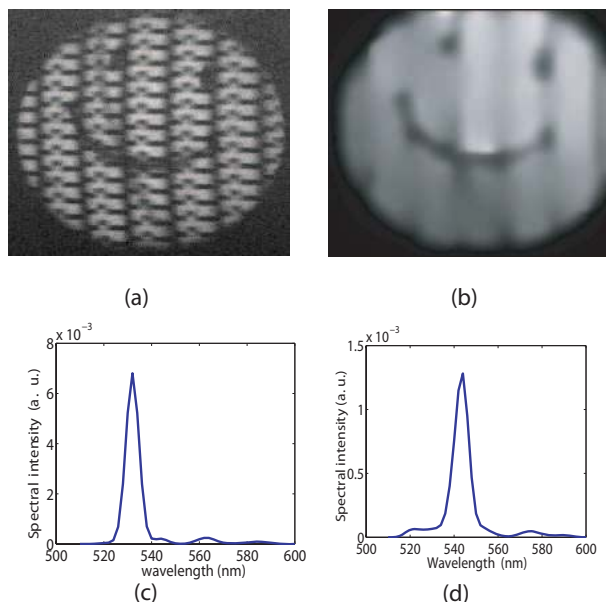 (a)
(b)
x 10⁻³
8
6
4
2
0
Spectral intensity (a. u.)
500
520
540
560
580
600
wavelength (nm)
(c)
x 10⁻³
1.5
1
0.5
0
Spectral intensity (a. u.)
500
520
540
560
580
600
Wavelength (nm)
(d)